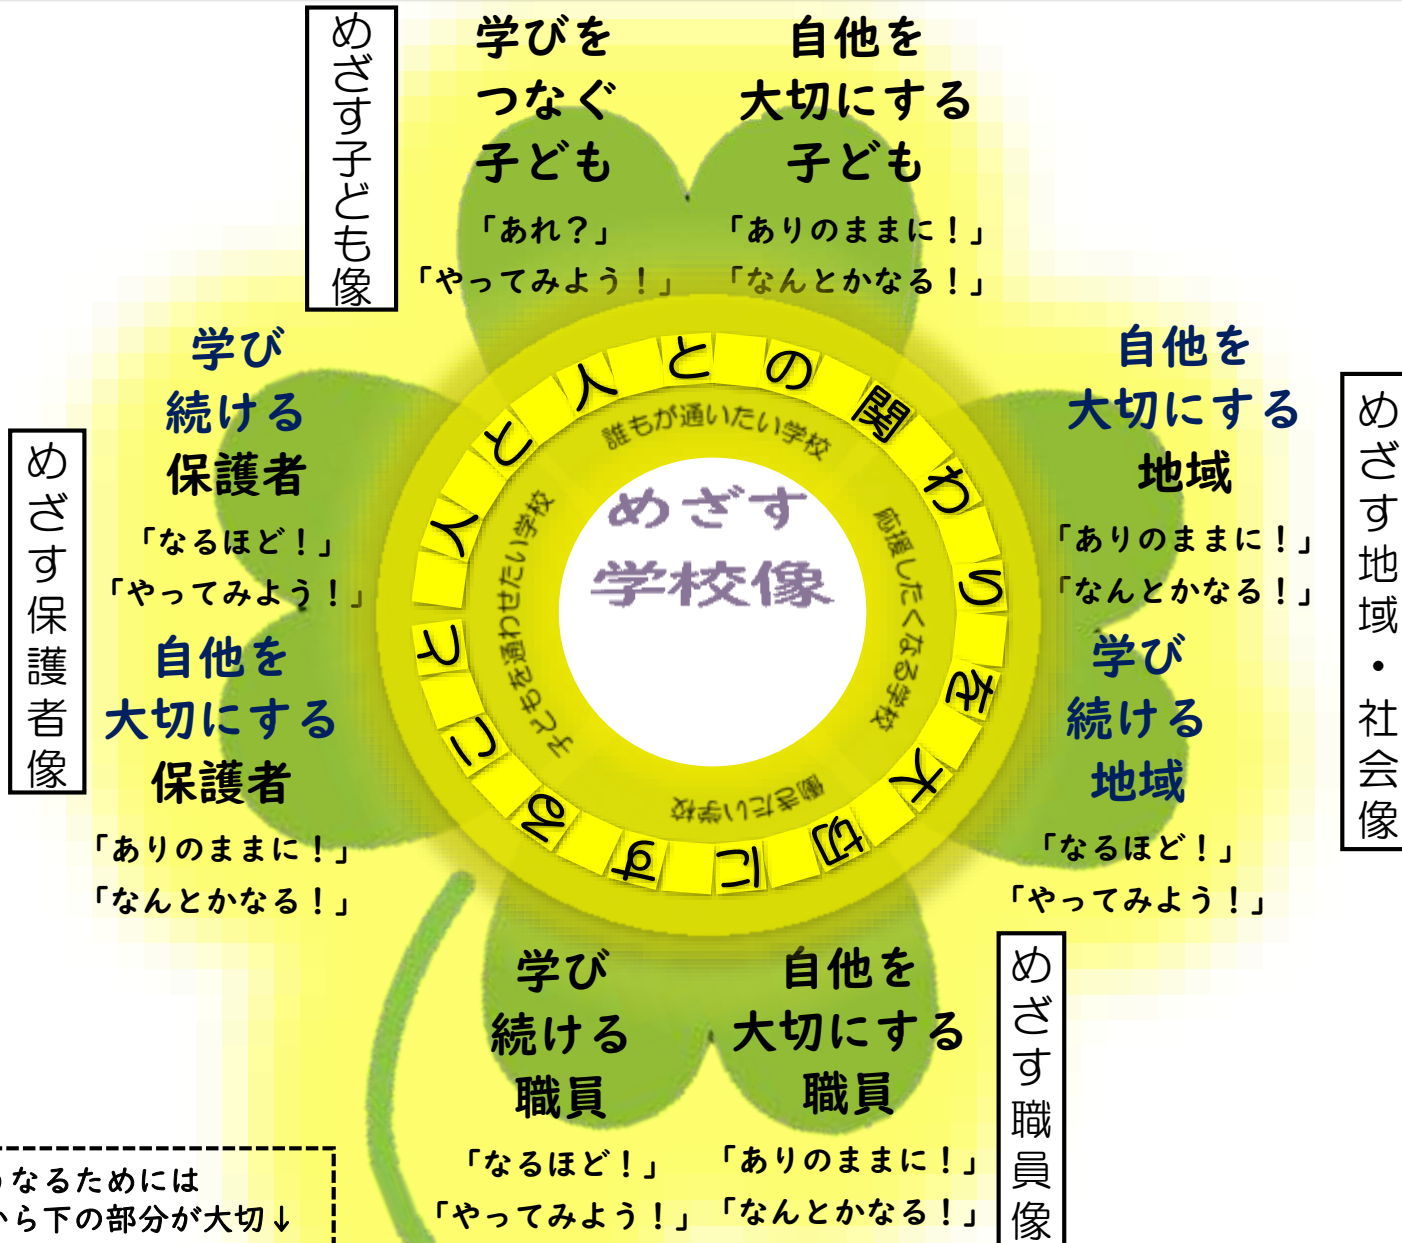 めざす子ども像
学びを
つなぐ
子ども
「あれ？」
「やってみよう！」
自他を
大切にする
子ども
「ありのままに！」
「なんとかなる！」
めざす保護者像
学び
続ける
保護者
「なるほど！」
「やってみよう！」
自他を
大切にする
保護者
「ありのままに！」
「なんとかなる！」
人と人との関わりを大切にするマニ
誰もが通いたい学校
応援したくなる学校
働きたい学校
子どもを通わせたい学校
めざす
学校像
自他を
大切にする
地域
「ありのままに！」
「なんとかなる！」
学び
続ける
地域
「なるほど！」
「やってみよう！」
めざす地域・社会像
学び
続ける
職員
「なるほど！」
「やってみよう！」
自他を
大切にする
職員
「ありのままに！」
「なんとかなる！」
めざす職員像
うなるためには
から下の部分が大切↓